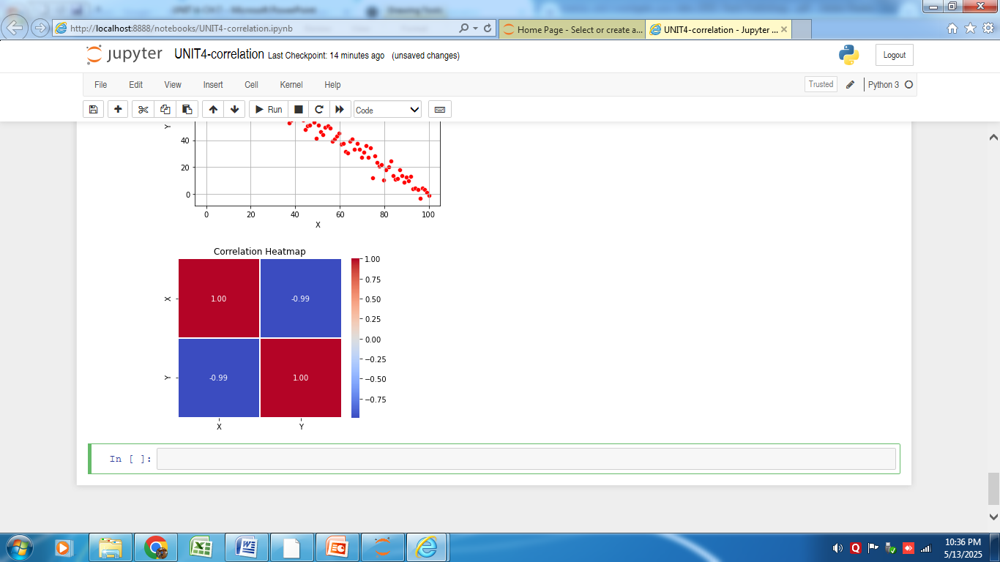 http://localhost:8888/notebooks/UNIT4-correlation.ipynb
Home Page - Select or create a...
UNIT4-correlation - Jupyter ...
jupyter UNIT4-correlation Last Checkpoint: 14 minutes ago (unsaved changes)
Logout
File Edit View Insert Cell Kernel Help
Trusted
Python 3
Run
Code
Y
40
20
0
0 20 40 60 80 100
X
Correlation Heatmap
X
1.00 -0.99
Y
-0.99 1.00
X Y
1.00
0.75
0.50
0.25
0.00
−0.25
−0.50
−0.75
In [ ]:
10:36 PM
5/13/2025